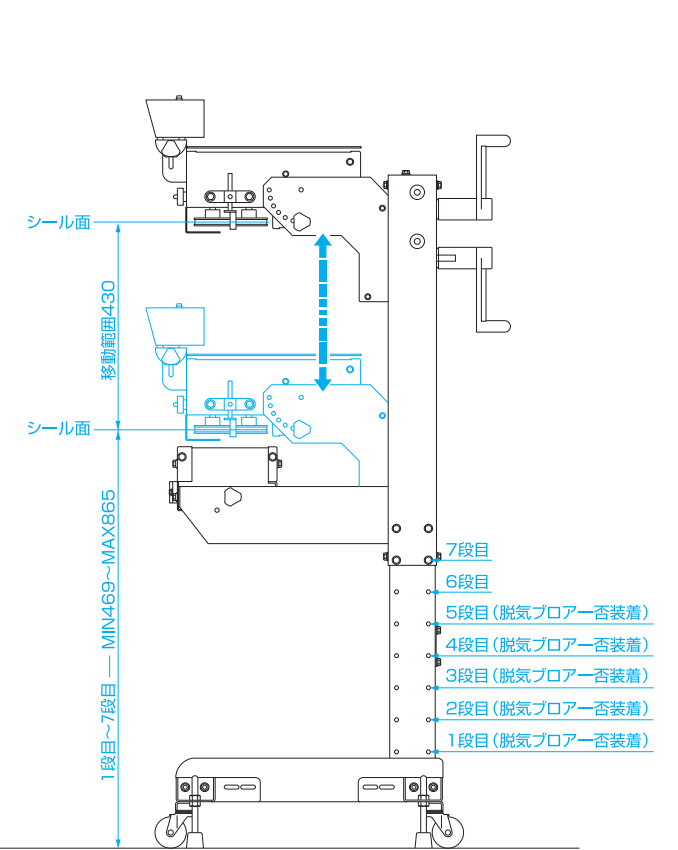 シール面
移動範囲430
シール面
1段目～7段目 ― MIN469～MAX865
7段目
6段目
5段目（脱気ブロアー否装着）
4段目（脱気ブロアー否装着）
3段目（脱気ブロアー否装着）
2段目（脱気ブロアー否装着）
1段目（脱気ブロアー否装着）